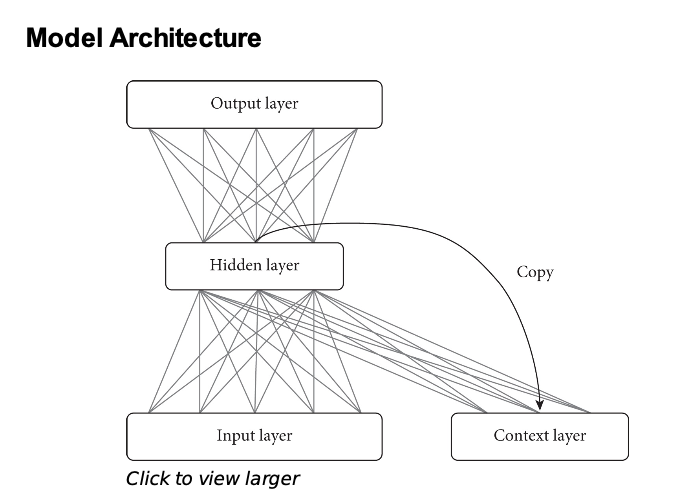 Model Architecture
Output layer
Hidden layer
Copy
Input layer
Context layer
Click to view larger